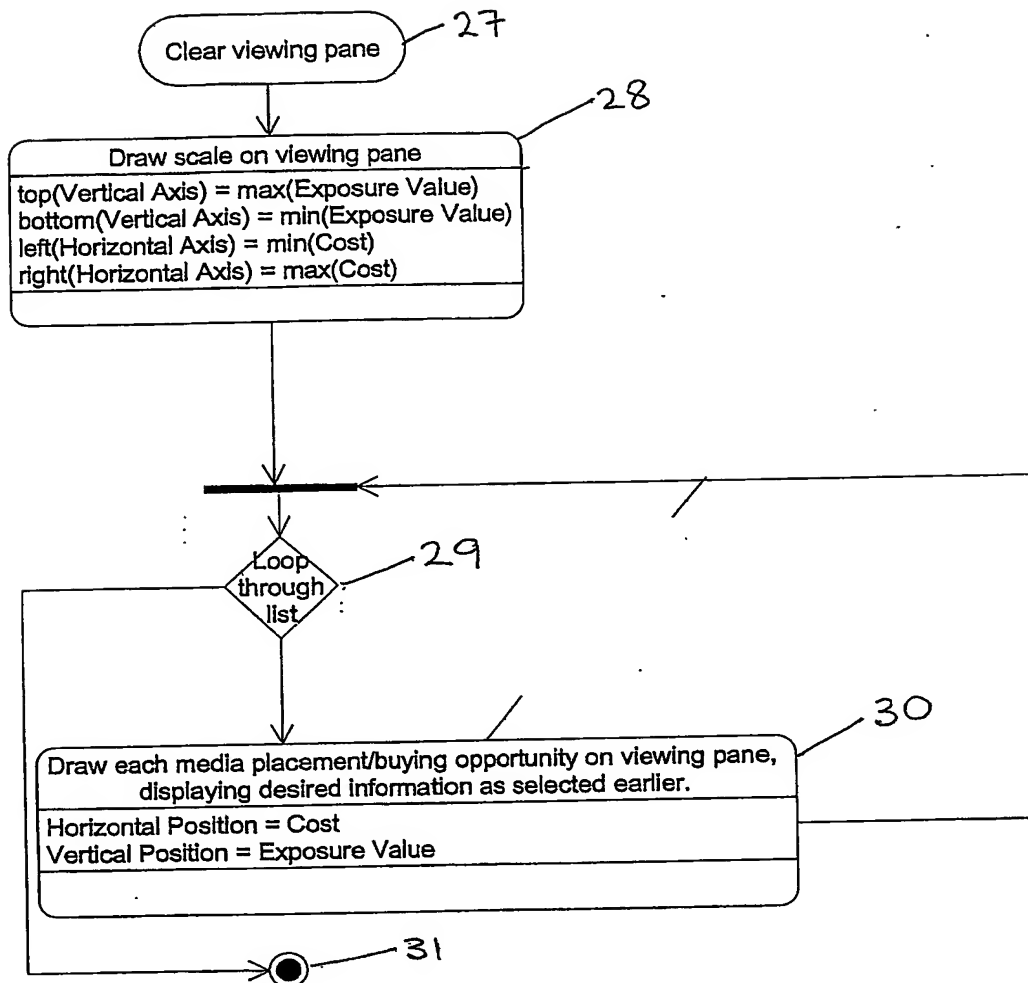 Clear viewing pane
27
28
Draw scale on viewing pane
top(Vertical Axis) = max(Exposure Value)
bottom(Vertical Axis) = min(Exposure Value)
left(Horizontal Axis) = min(Cost)
right(Horizontal Axis) = max(Cost)
Loop
through
list
29
30
Draw each media placement/buying opportunity on viewing pane,
displaying desired information as selected earlier.
Horizontal Position = Cost
Vertical Position = Exposure Value
31